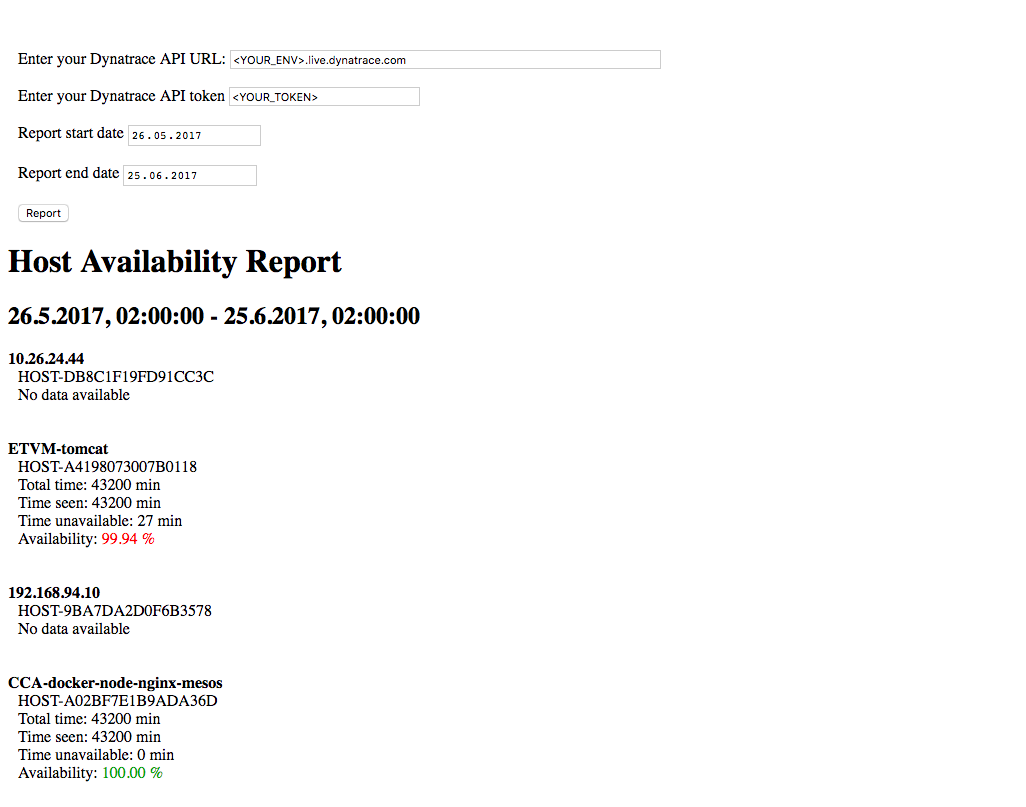 Enter your Dynatrace API URL: <YOUR_ENV>.live.dynatrace.com
Enter your Dynatrace API token <YOUR_TOKEN>
Report start date 26.05.2017
Report end date 25.06.2017
Report
Host Availability Report
26.5.2017, 02:00:00 - 25.6.2017, 02:00:00
10.26.24.44
HOST-DB8C1F19FD91CC3C
No data available
ETVM-tomcat
HOST-A4198073007B0118
Total time: 43200 min
Time seen: 43200 min
Time unavailable: 27 min
Availability: 99.94 %
192.168.94.10
HOST-9BA7DA2D0F6B3578
No data available
CCA-docker-node-nginx-mesos
HOST-A02BF7E1B9ADA36D
Total time: 43200 min
Time seen: 43200 min
Time unavailable: 0 min
Availability: 100.00 %